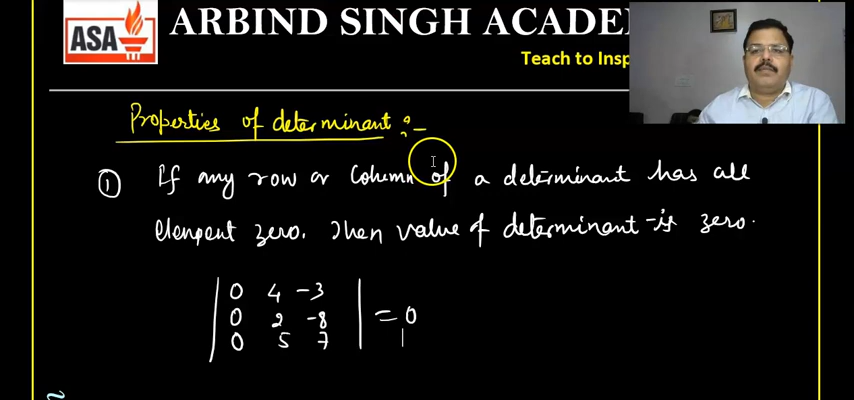 ASA
ARBIND SINGH ACADE
Teach to Insp
Properties of determinant :-
① If any row or column of a determinant has all
element zero. Then value of determinant is zero.
| 0 4 -3 |
| 0 2 -8 | = 0
| 0 5 7 |